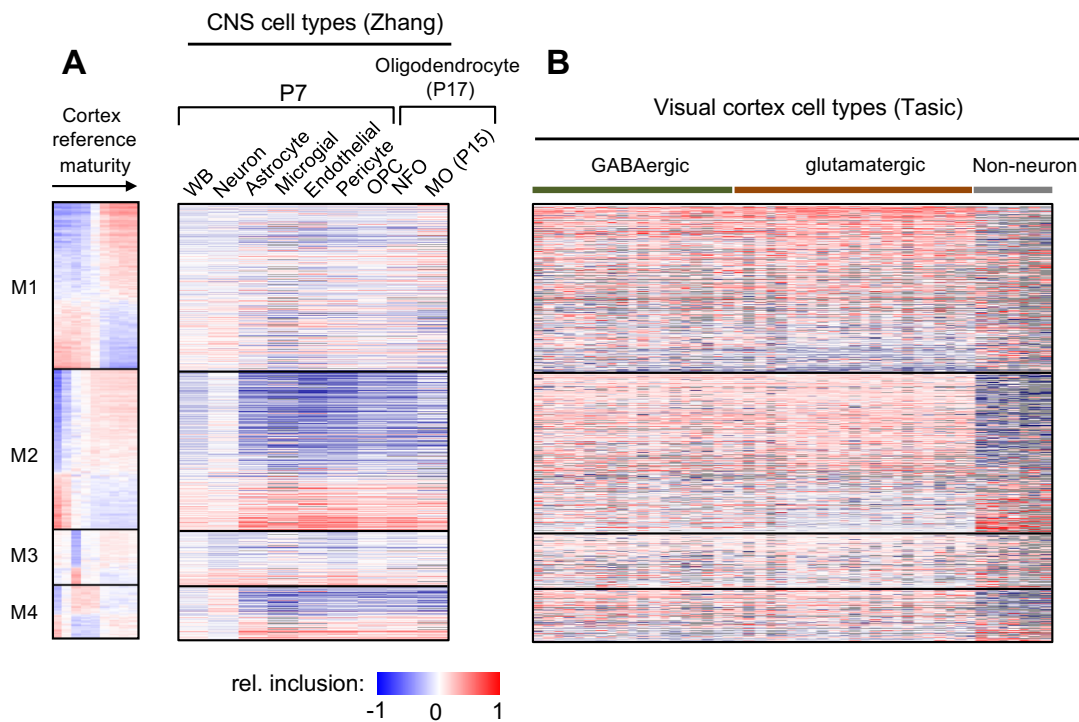 CNS cell types (Zhang)
A
B
Oligodendrocyte
(P17)
P7
Cortex
reference
maturity
WB
Neuron
Astrocyte
Microgial
Endothelial
Pericyte
OPC
NFO
MO (P15)
Visual cortex cell types (Tasic)
GABAergic
glutamatergic
Non-neuron
M1
M2
M3
M4
rel. inclusion:
-1
0
1